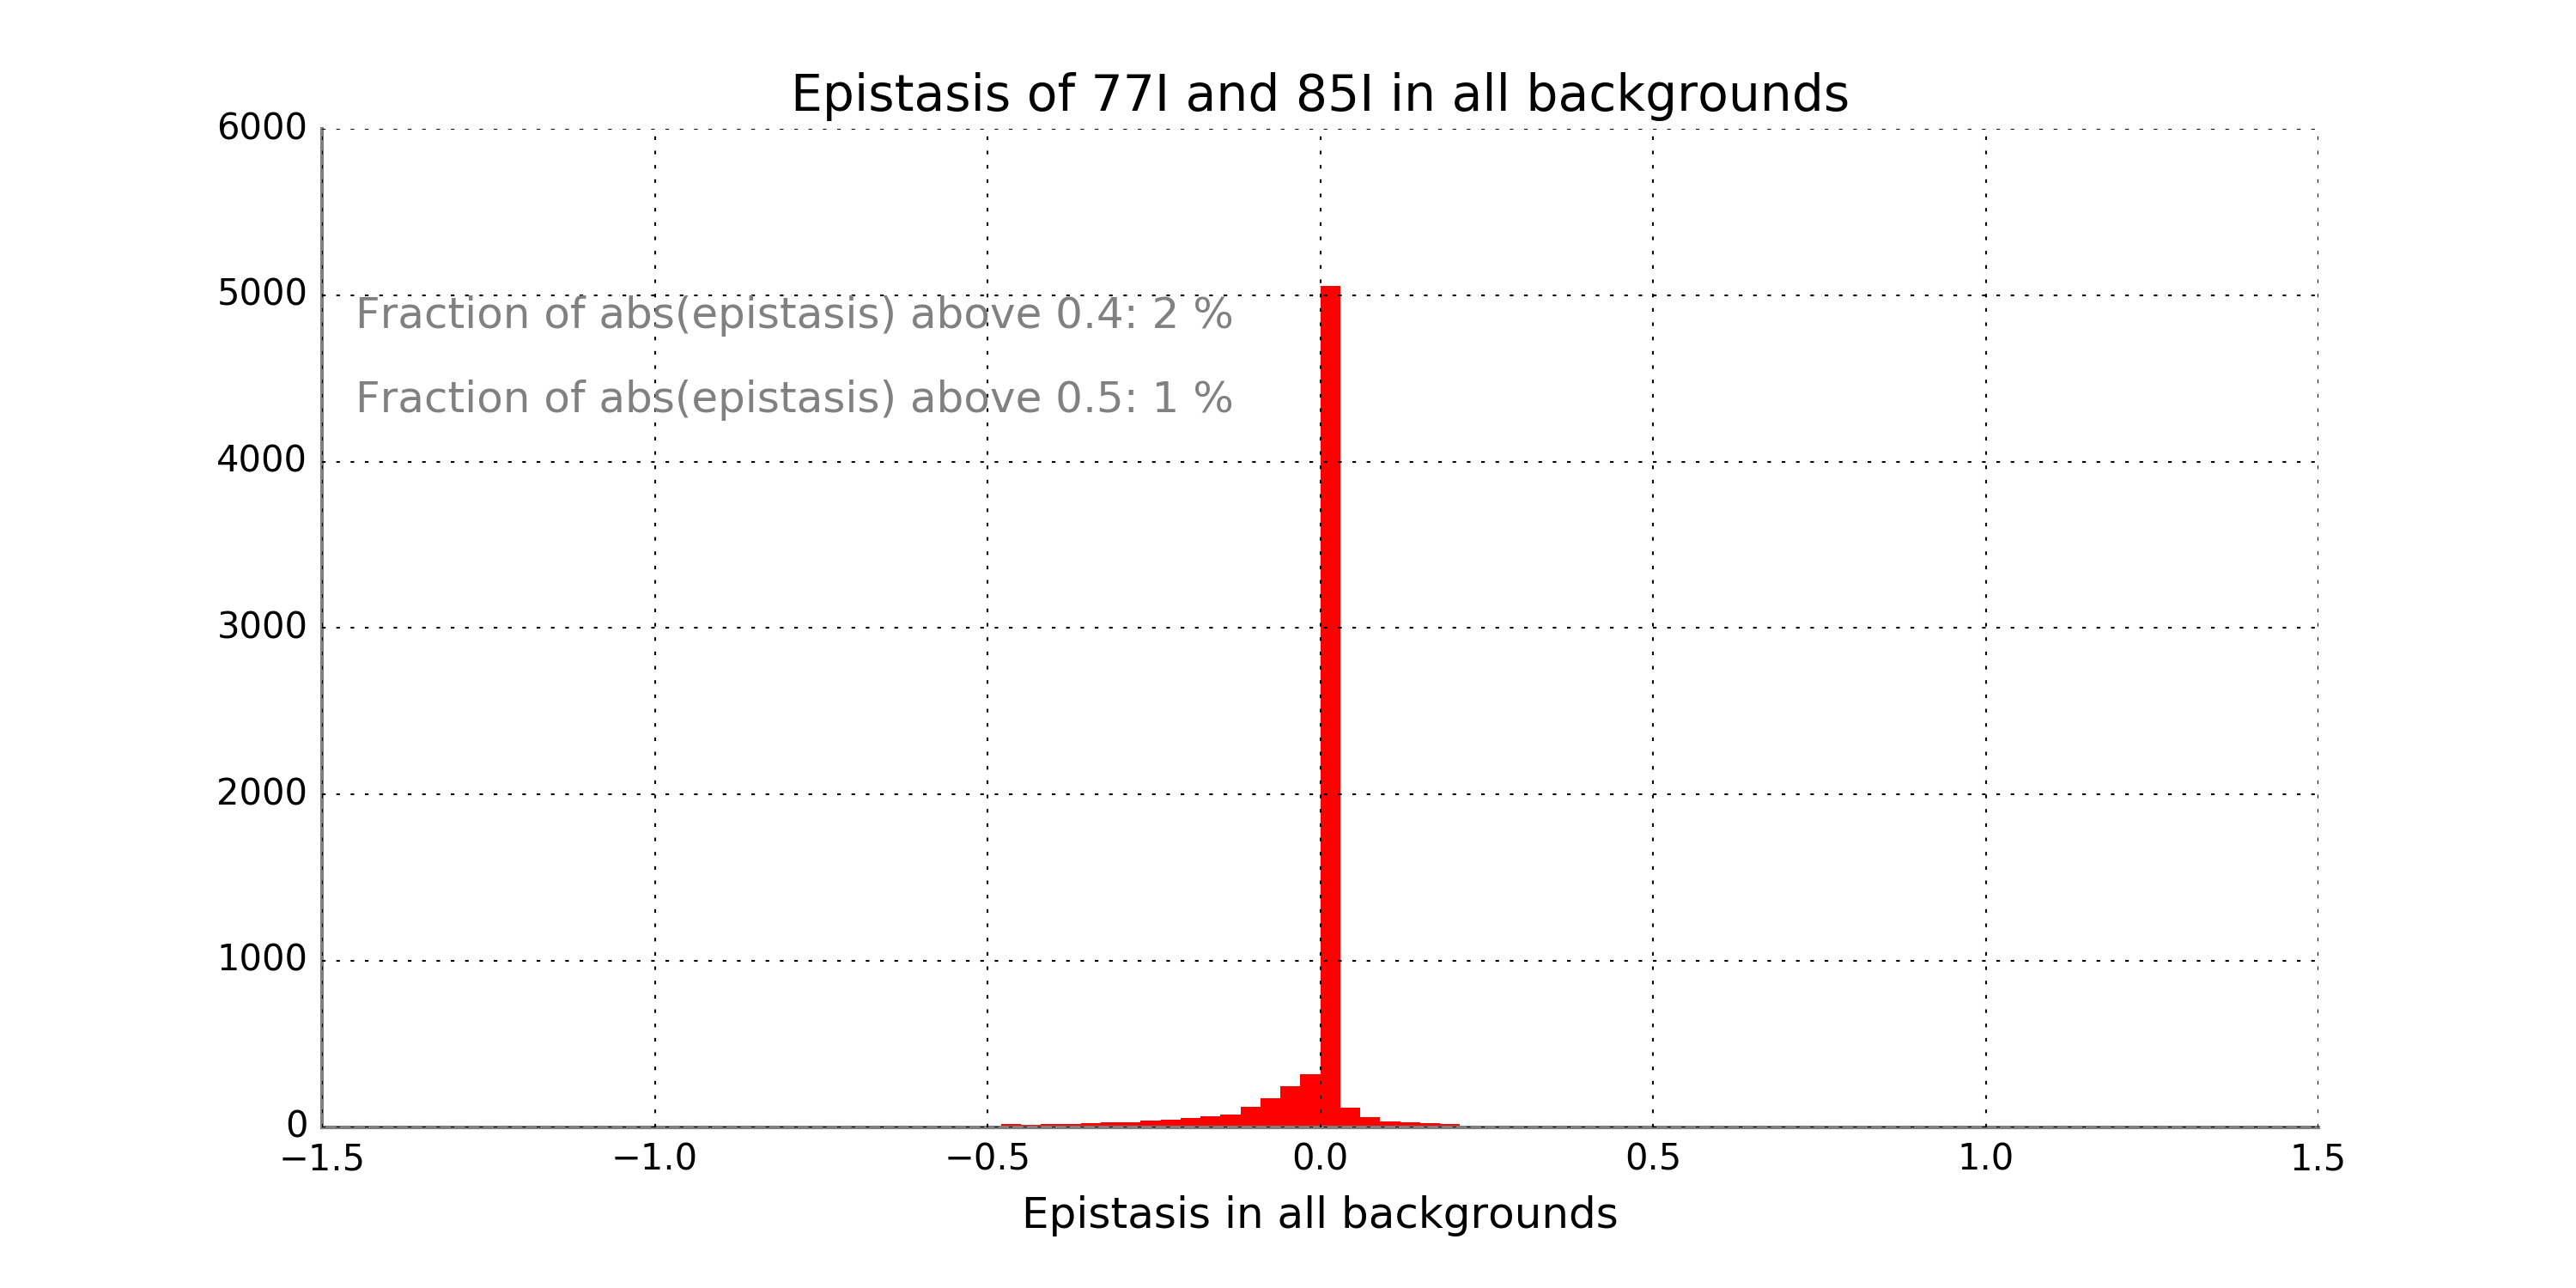 Epistasis of 77I and 85I in all backgrounds
6000
5000
Fraction of abs(epistasis) above 0.4: 2 %
Fraction of abs(epistasis) above 0.5: 1 %
4000
3000
2000
1000
0
−1.5 −1.0 −0.5 0.0 0.5 1.0 1.5
Epistasis in all backgrounds